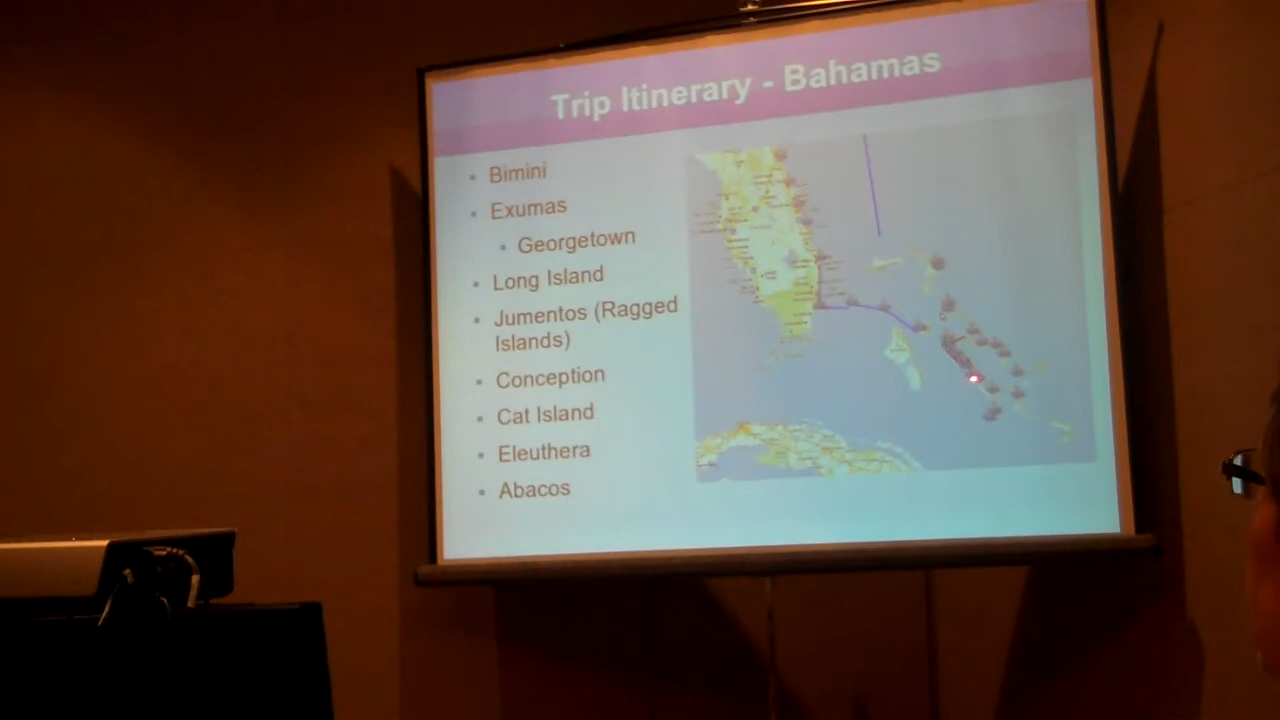 Trip Itinerary - Bahamas
Bimini
Exumas
Georgetown
Long Island
Jumentos (Ragged
Islands)
Conception
Cat Island
Eleuthera
Abacos